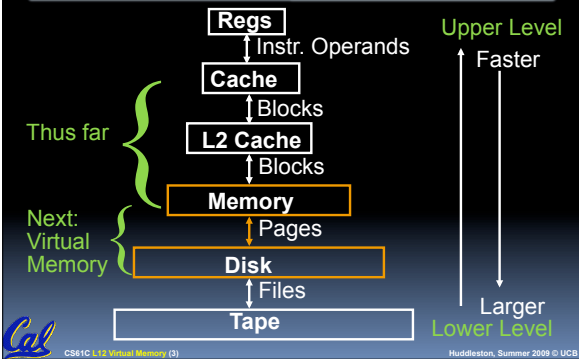 Regs
Upper Level
Instr. Operands
Faster
Cache
Blocks
Thus far
L2 Cache
Blocks
Memory
Next:
Virtual
Memory
Pages
Disk
Files
Larger
Tape
Lower Level
Cal
CS61C L12 Virtual Memory (3)
Huddleston, Summer 2009 © UCB